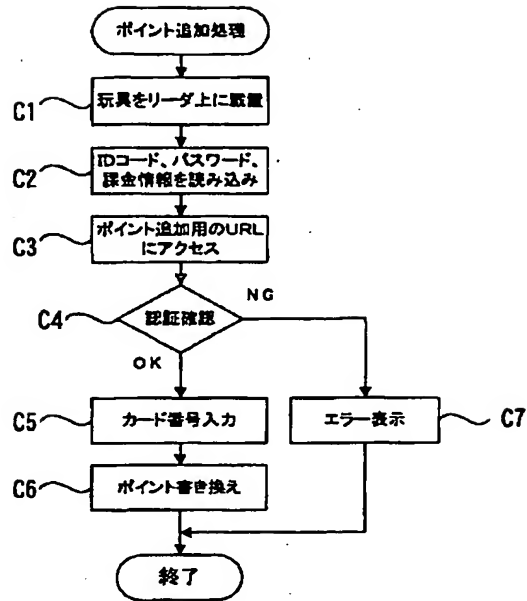 ポイント追加処理
C1
玩具をリーダ上に載置
C2
IDコード、パスワード、
課金情報を読み込み
C3
ポイント追加用のURL
にアクセス
C4
認証確認
NG
OK
C5
カード番号入力
エラー表示
C7
C6
ポイント書き換え
終了